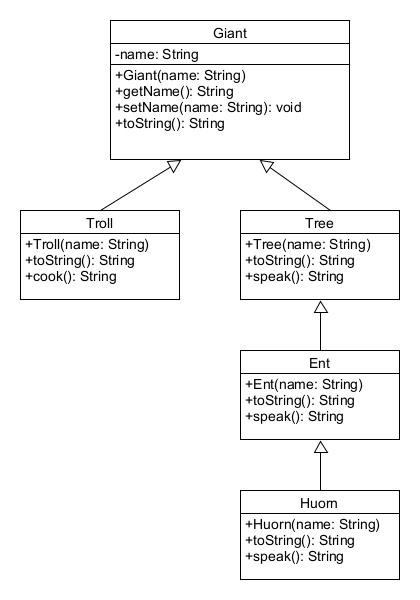 Giant
-name: String
+Giant(name: String)
+getName(): String
+setName(name: String): void
+toString(): String
Troll
+Troll(name: String)
+toString(): String
+cook(): String
Tree
+Tree(name: String)
+toString(): String
+speak(): String
Ent
+Ent(name: String)
+toString(): String
+speak(): String
Huorn
+Huorn(name: String)
+toString(): String
+speak(): String